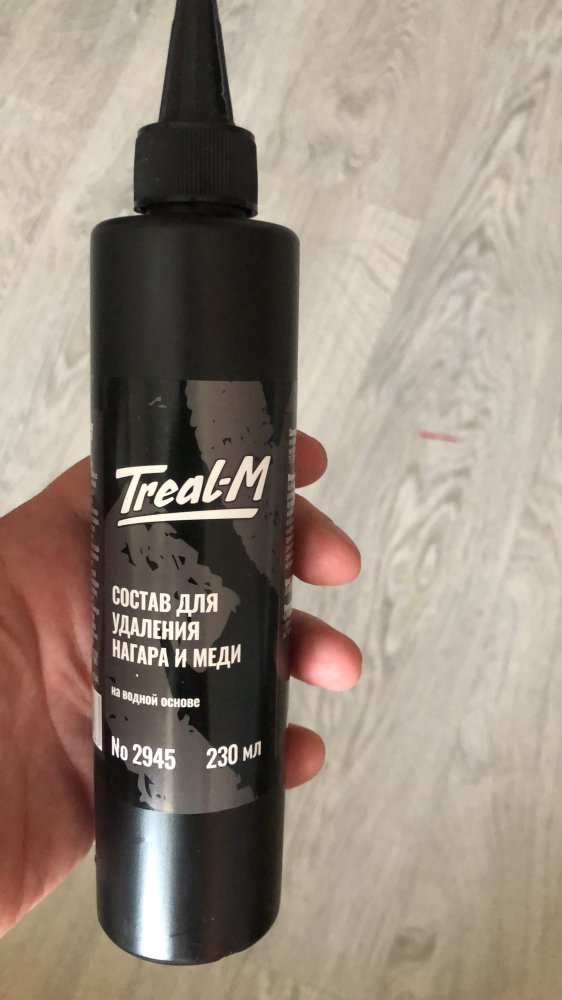 Treal-M
СОСТАВ ДЛЯ
УДАЛЕНИЯ
НАГАРА И МЕДИ
на водной основе
No 2945 230 мл